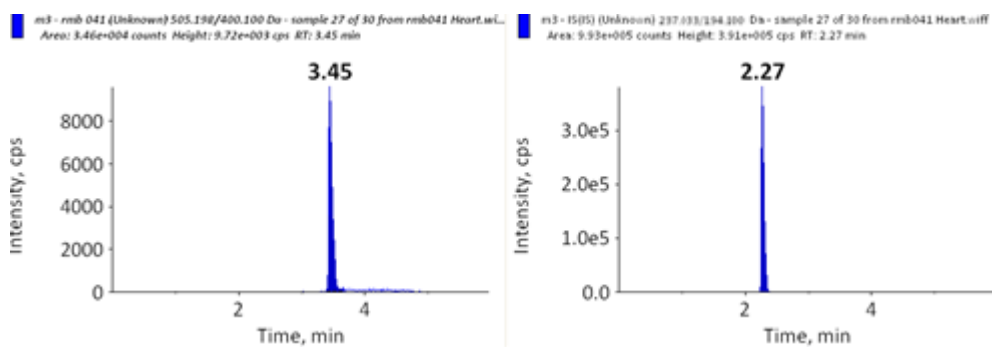 m3 - rmb 041 (Unknown) 505.198/400.100 Da - sample 27 of 30 from rmb041 Heart.wi...
Area: 3.46e+004 counts Height: 9.72e+003 cps RT: 3.45 min
3.45
8000
6000
4000
2000
0
2
4
Intensity, cps
Time, min
m3 - IS(IS) (Unknown) 237.033/194.100 Da - sample 27 of 30 from rmb041 Heart.wiff
Area: 9.93e+005 counts Height: 3.91e+005 cps RT: 2.27 min
2.27
3.0e5
2.0e5
1.0e5
0.0
2
4
Intensity, cps
Time, min